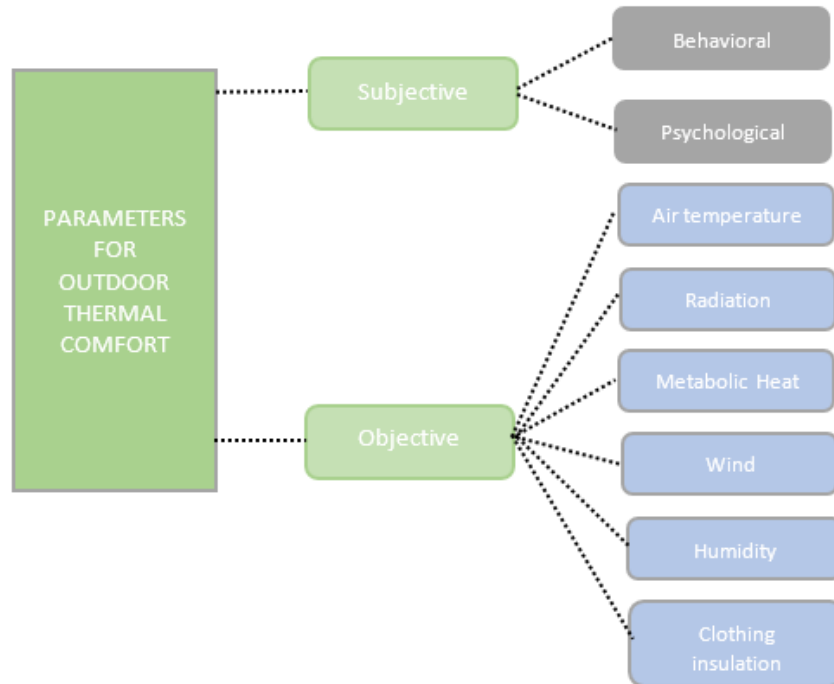 PARAMETERS
FOR
OUTDOOR
THERMAL
COMFORT
Subjective
Behavioral
Psychological
Objective
Air temperature
Radiation
Metabolic Heat
Wind
Humidity
Clothing
insulation